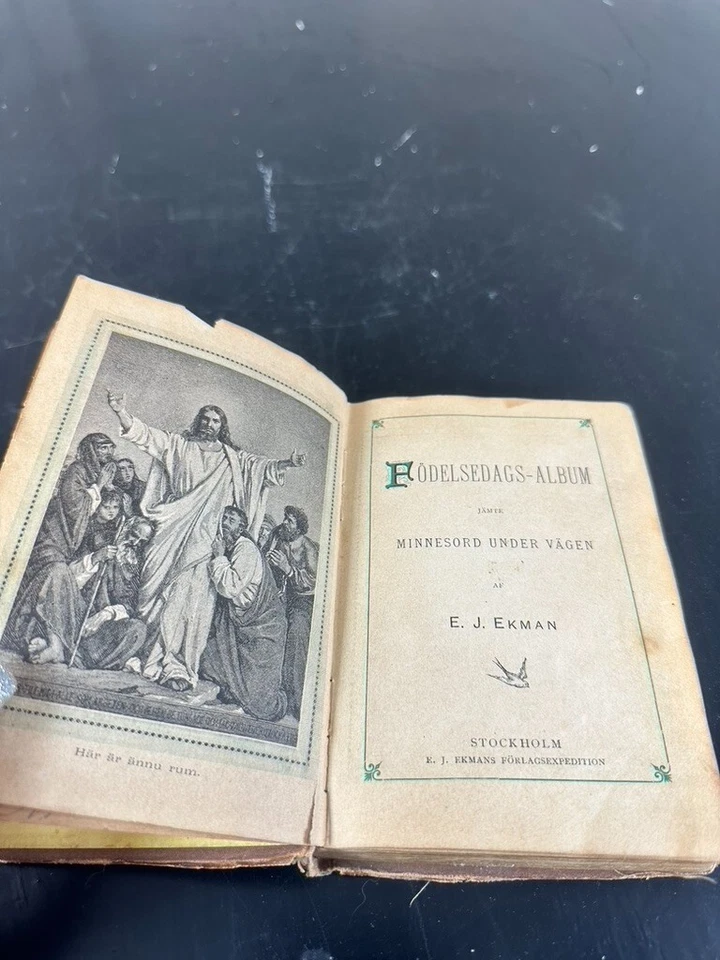 Här är ännu rum.
FÖDELSEDAGS-ALBUM
JÄMTE
MINNESORD UNDER VÄGEN
AF
E. J. EKMAN
STOCKHOLM
E. J. EKMANS FÖRLAGSEXPEDITION